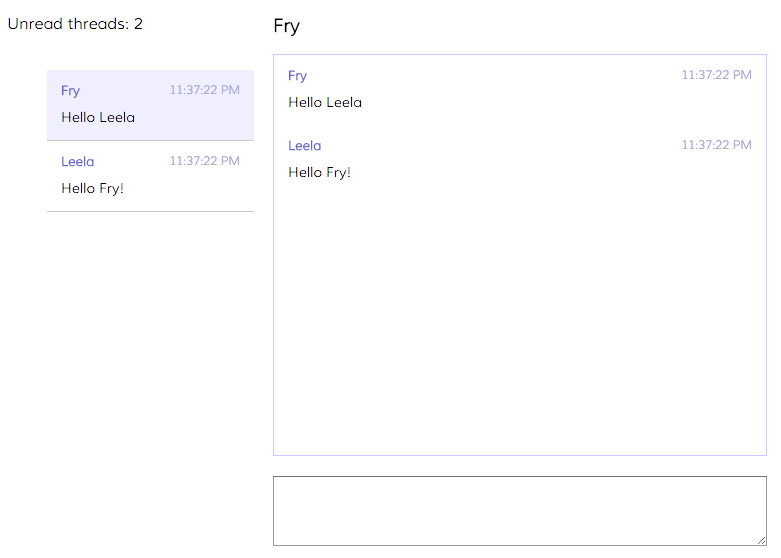 Unread threads: 2
Fry 11:37:22 PM
Hello Leela
Leela 11:37:22 PM
Hello Fry!
Fry
Fry 11:37:22 PM
Hello Leela
Leela 11:37:22 PM
Hello Fry!